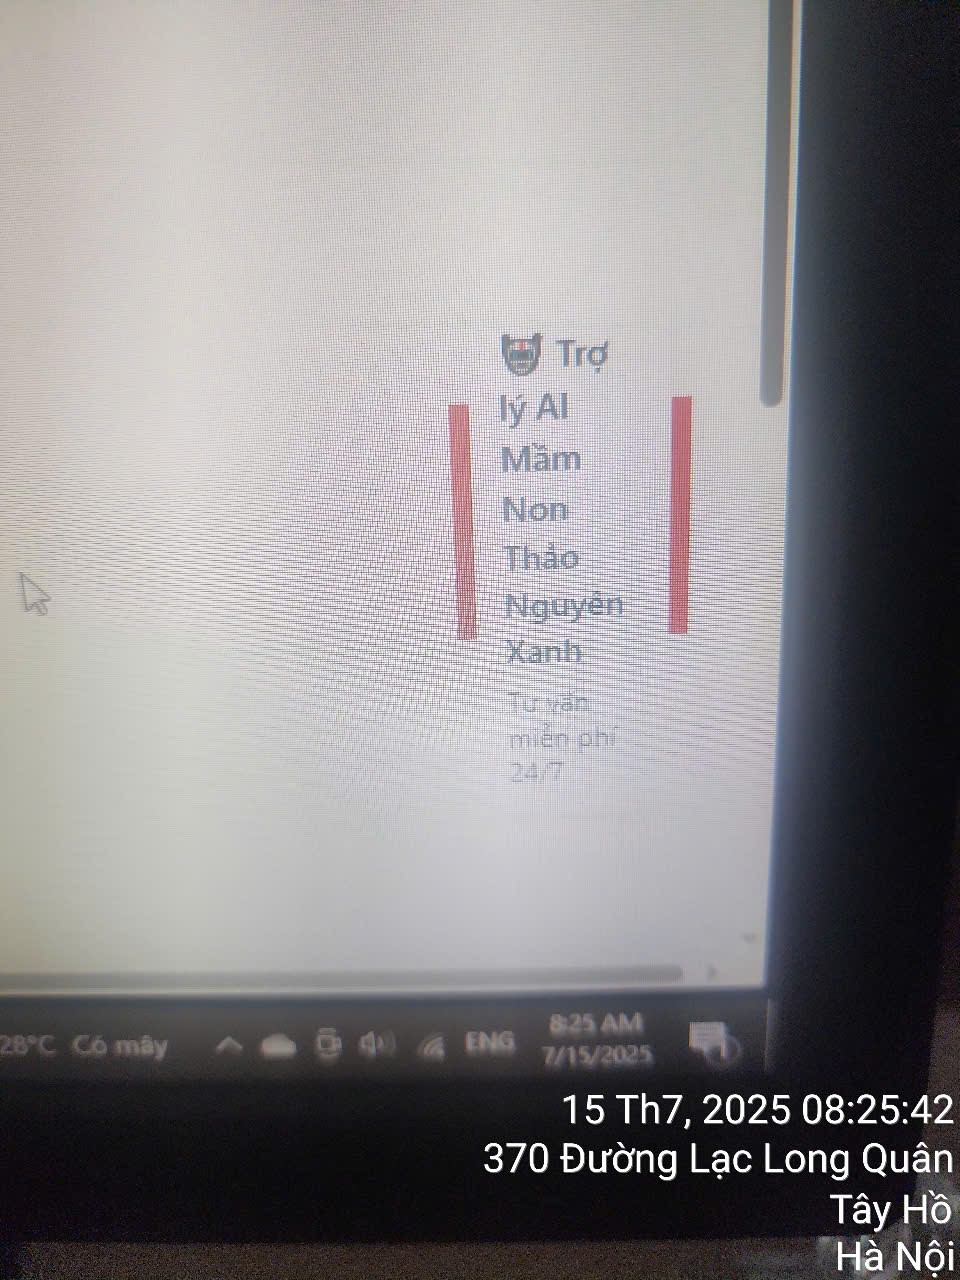 Trợ
lý AI
Mầm
Non
Thảo
Nguyên
Xanh
Tư vấn
miễn phí
24/7
28°C Có mây
ENG
8:25 AM
7/15/2025
15 Th7, 2025 08:25:42
370 Đường Lạc Long Quân
Tây Hồ
Hà Nội